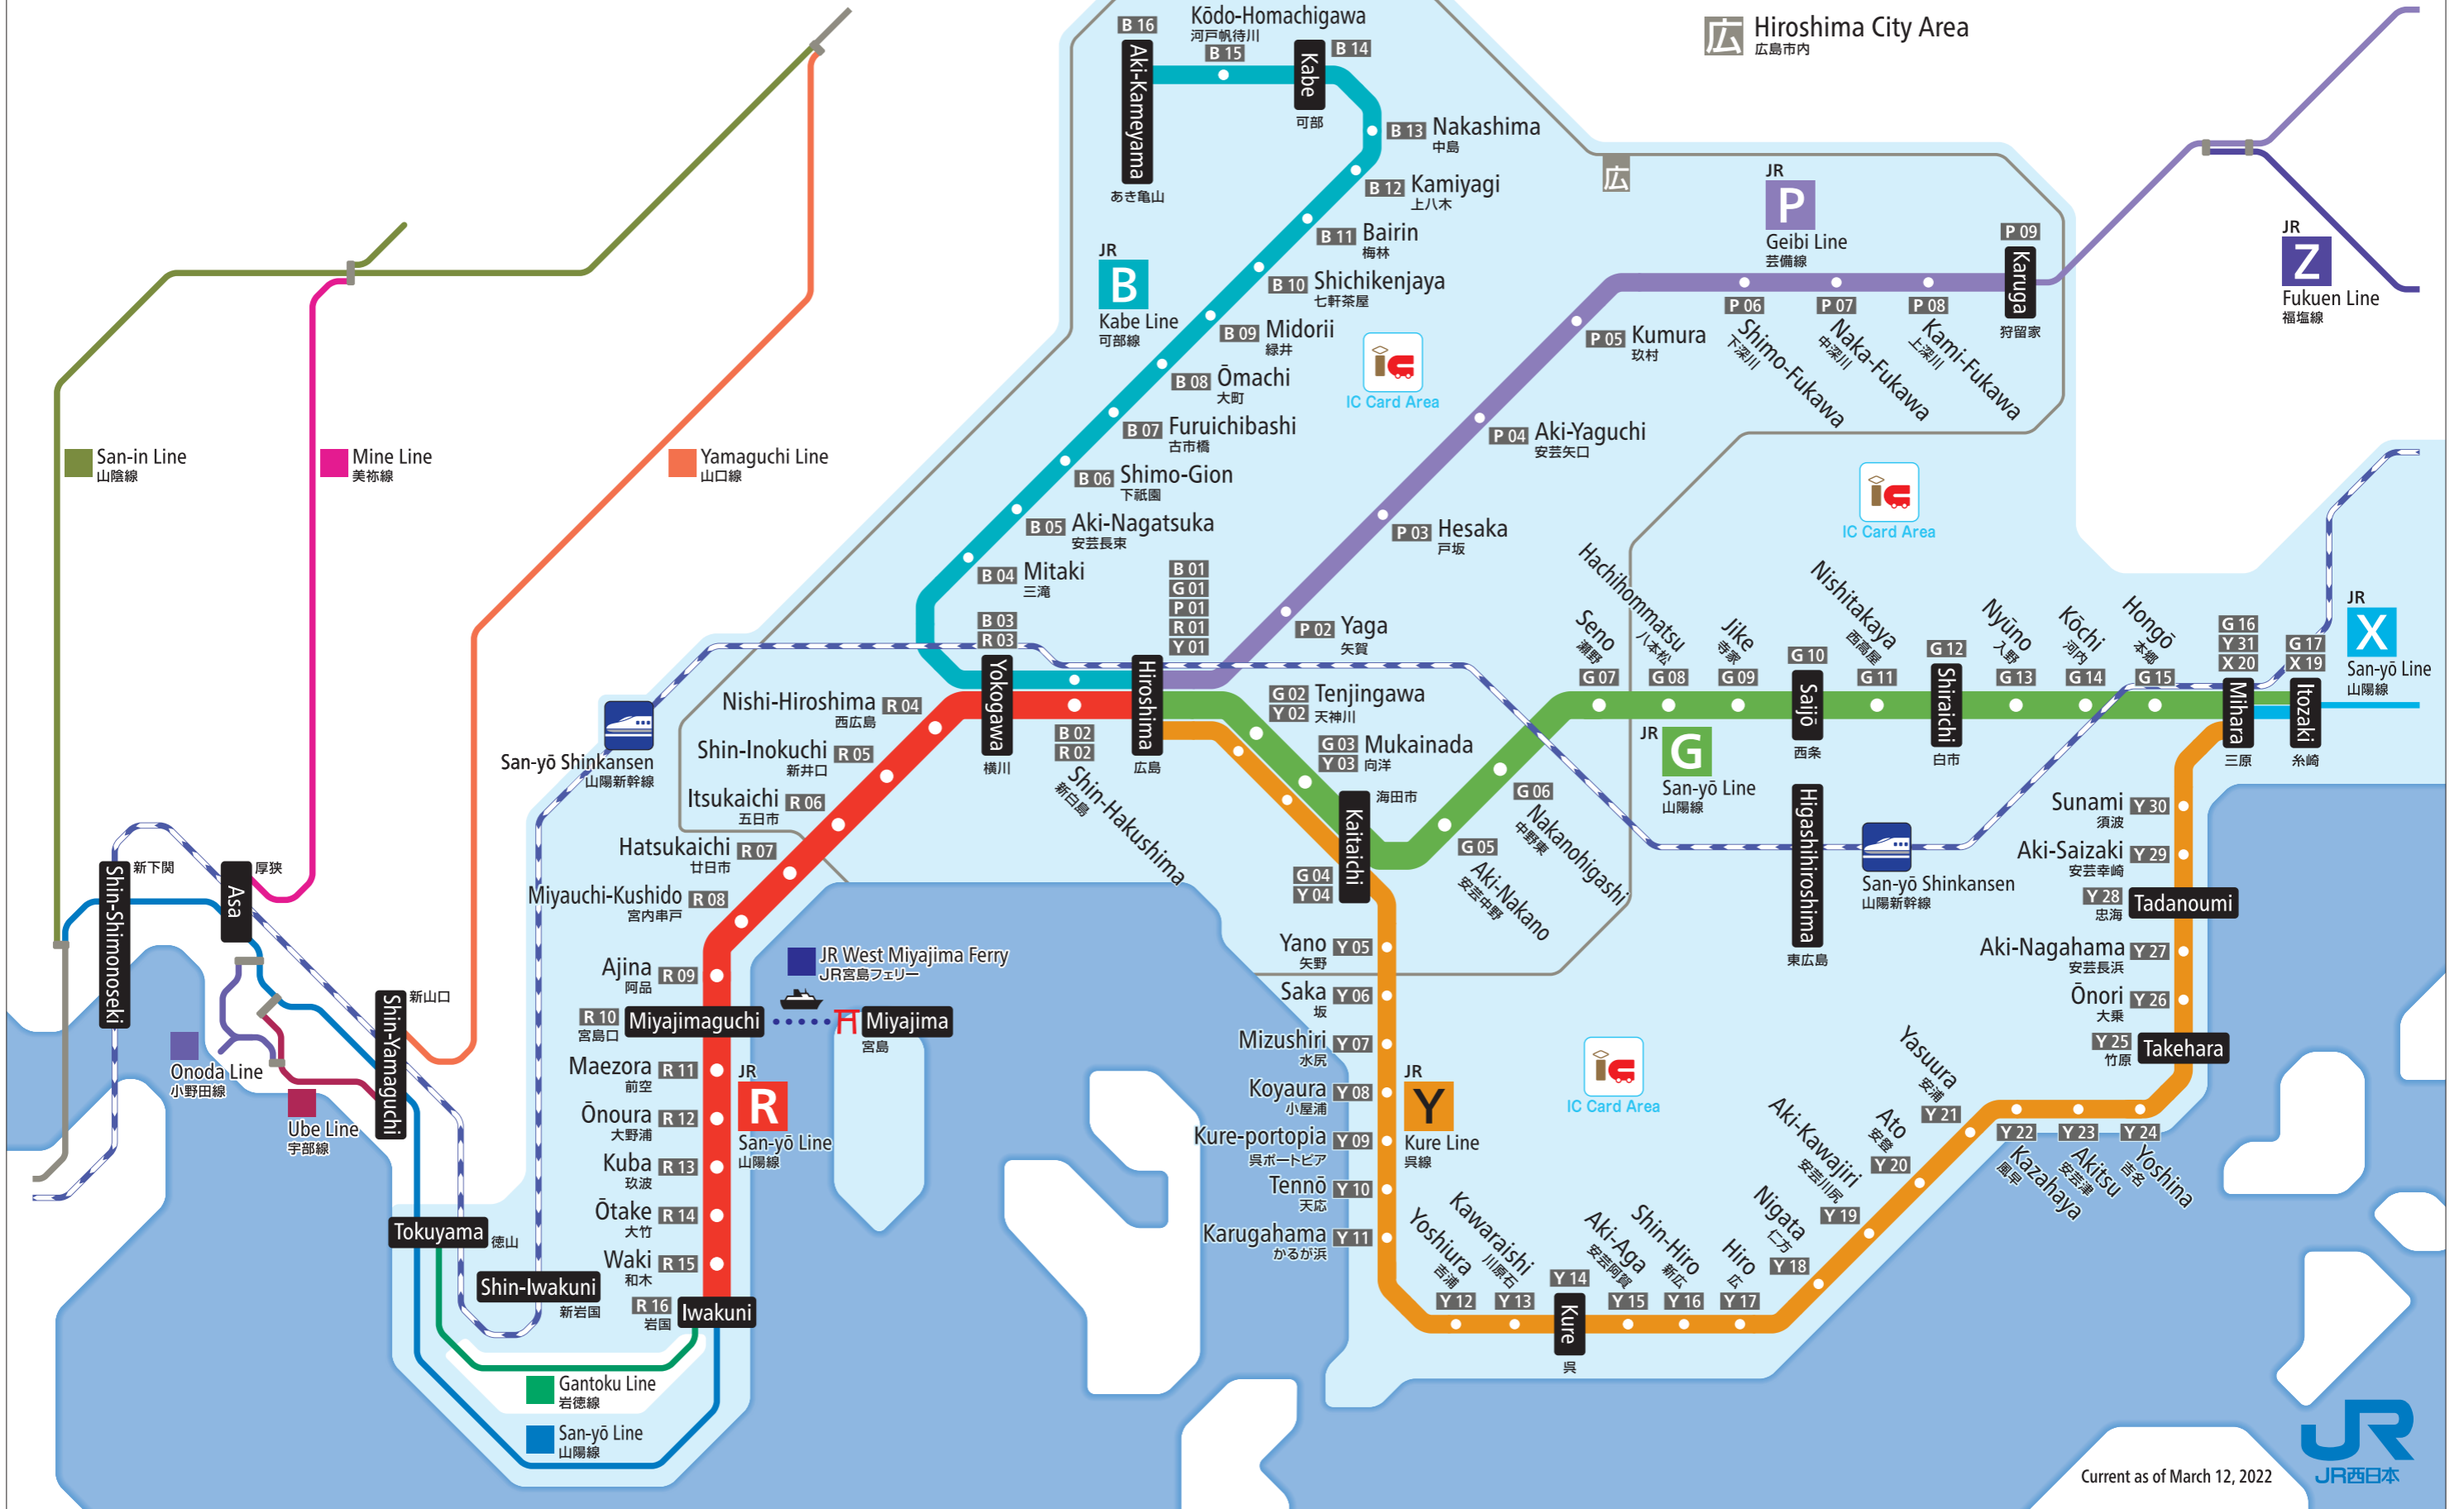 B 16
Aki-Kameyama
あき亀山
Kōdo-Homachigawa
河戸帆待川
B 15
Kabe
B 14
可部
広
Hiroshima City Area
広島市内
B 13 Nakashima
中島
B 12 Kamiyagi
上八木
B 11 Bairin
梅林
B 10 Shichikenjaya
七軒茶屋
B 09 Midorii
緑井
B 08 Ōmachi
大町
B 07 Furuichibashi
古市橋
B 06 Shimo-Gion
下祇園
B 05 Aki-Nagatsuka
安芸長束
B 04 Mitaki
三滝
JR
B
Kabe Line
可部線
広
JR
P
Geibi Line
芸備線
P 09
Karuga
狩留家
P 08
Kami-Fukawa
上深川
P 07
Naka-Fukawa
中深川
P 06
Shimo-Fukawa
下深川
P 05 Kumura
玖村
P 04 Aki-Yaguchi
安芸矢口
P 03 Hesaka
戸坂
P 02 Yaga
矢賀
JR
Z
Fukuen Line
福塩線
ic
IC Card Area
ic
IC Card Area
San-in Line
山陰線
Mine Line
美祢線
Yamaguchi Line
山口線
B 03
R 03
Yokogawa
横川
B 01
G 01
P 01
R 01
Y 01
Hiroshima
広島
B 02
R 02
Shin-Hakushima
新白島
G 02
Y 02
Tenjingawa
天神川
G 03
Y 03
Mukainada
向洋
海田市
Kaitaichi
G 04
Y 04
G 05
Aki-Nakano
安芸中野
G 06
Nakanohigashi
中野東
Seno
瀬野
G 07
Hachihommatsu
八本松
G 08
Jike
寺家
G 09
G 10
Saijō
西条
Nishitakaya
西高屋
G 11
G 12
Shiraichi
白市
Nyūno
入野
G 13
Kōchi
河内
G 14
Hongō
本郷
G 15
G 16
Y 31
X 20
Mihara
三原
G 17
X 19
Itozaki
糸崎
JR
X
San-yō Line
山陽線
JR
G
San-yō Line
山陽線
Higashihiroshima
東広島
San-yō Shinkansen
山陽新幹線
San-yō Shinkansen
山陽新幹線
Nishi-Hiroshima R 04
西広島
Shin-Inokuchi R 05
新井口
Itsukaichi R 06
五日市
Hatsukaichi R 07
廿日市
Miyauchi-Kushido R 08
宮内串戸
Ajina R 09
阿品
R 10 Miyajimaguchi
宮島口
JR West Miyajima Ferry
JR宮島フェリー
Miyajima
宮島
Maezora R 11
前空
Ōnoura R 12
大野浦
Kuba R 13
玖波
Ōtake R 14
大竹
Waki R 15
和木
R 16 Iwakuni
岩国
JR
R
San-yō Line
山陽線
Shin-Shimonoseki
新下関
Asa
厚狭
Shin-Yamaguchi
新山口
Onoda Line
小野田線
Ube Line
宇部線
Tokuyama
徳山
Shin-Iwakuni
新岩国
Gantoku Line
岩徳線
San-yō Line
山陽線
Yano Y 05
矢野
Saka Y 06
坂
Mizushiri Y 07
水尻
Koyaura Y 08
小屋浦
Kure-portopia Y 09
呉ポートピア
Tennō Y 10
天応
Karugahama Y 11
かるが浜
JR
Y
Kure Line
呉線
ic
IC Card Area
Yoshiura
吉浦
Y 12
Kawaraishi
川原石
Y 13
Y 14
Kure
呉
Aki-Aga
安芸阿賀
Y 15
Shin-Hiro
新広
Y 16
Hiro
広
Y 17
Nigata
仁方
Y 18
Aki-Kawajiri
安芸川尻
Y 19
Ato
安登
Y 20
Yasuura
安浦
Y 21
Y 22
Kazahaya
風早
Y 23
Akitsu
安芸津
Y 24
Yoshina
吉名
Y 25 Takehara
竹原
Ōnori Y 26
大乗
Aki-Nagahama Y 27
安芸長浜
Y 28 Tadanoumi
忠海
Aki-Saizaki Y 29
安芸幸崎
Sunami Y 30
須波
Current as of March 12, 2022
JR
JR西日本